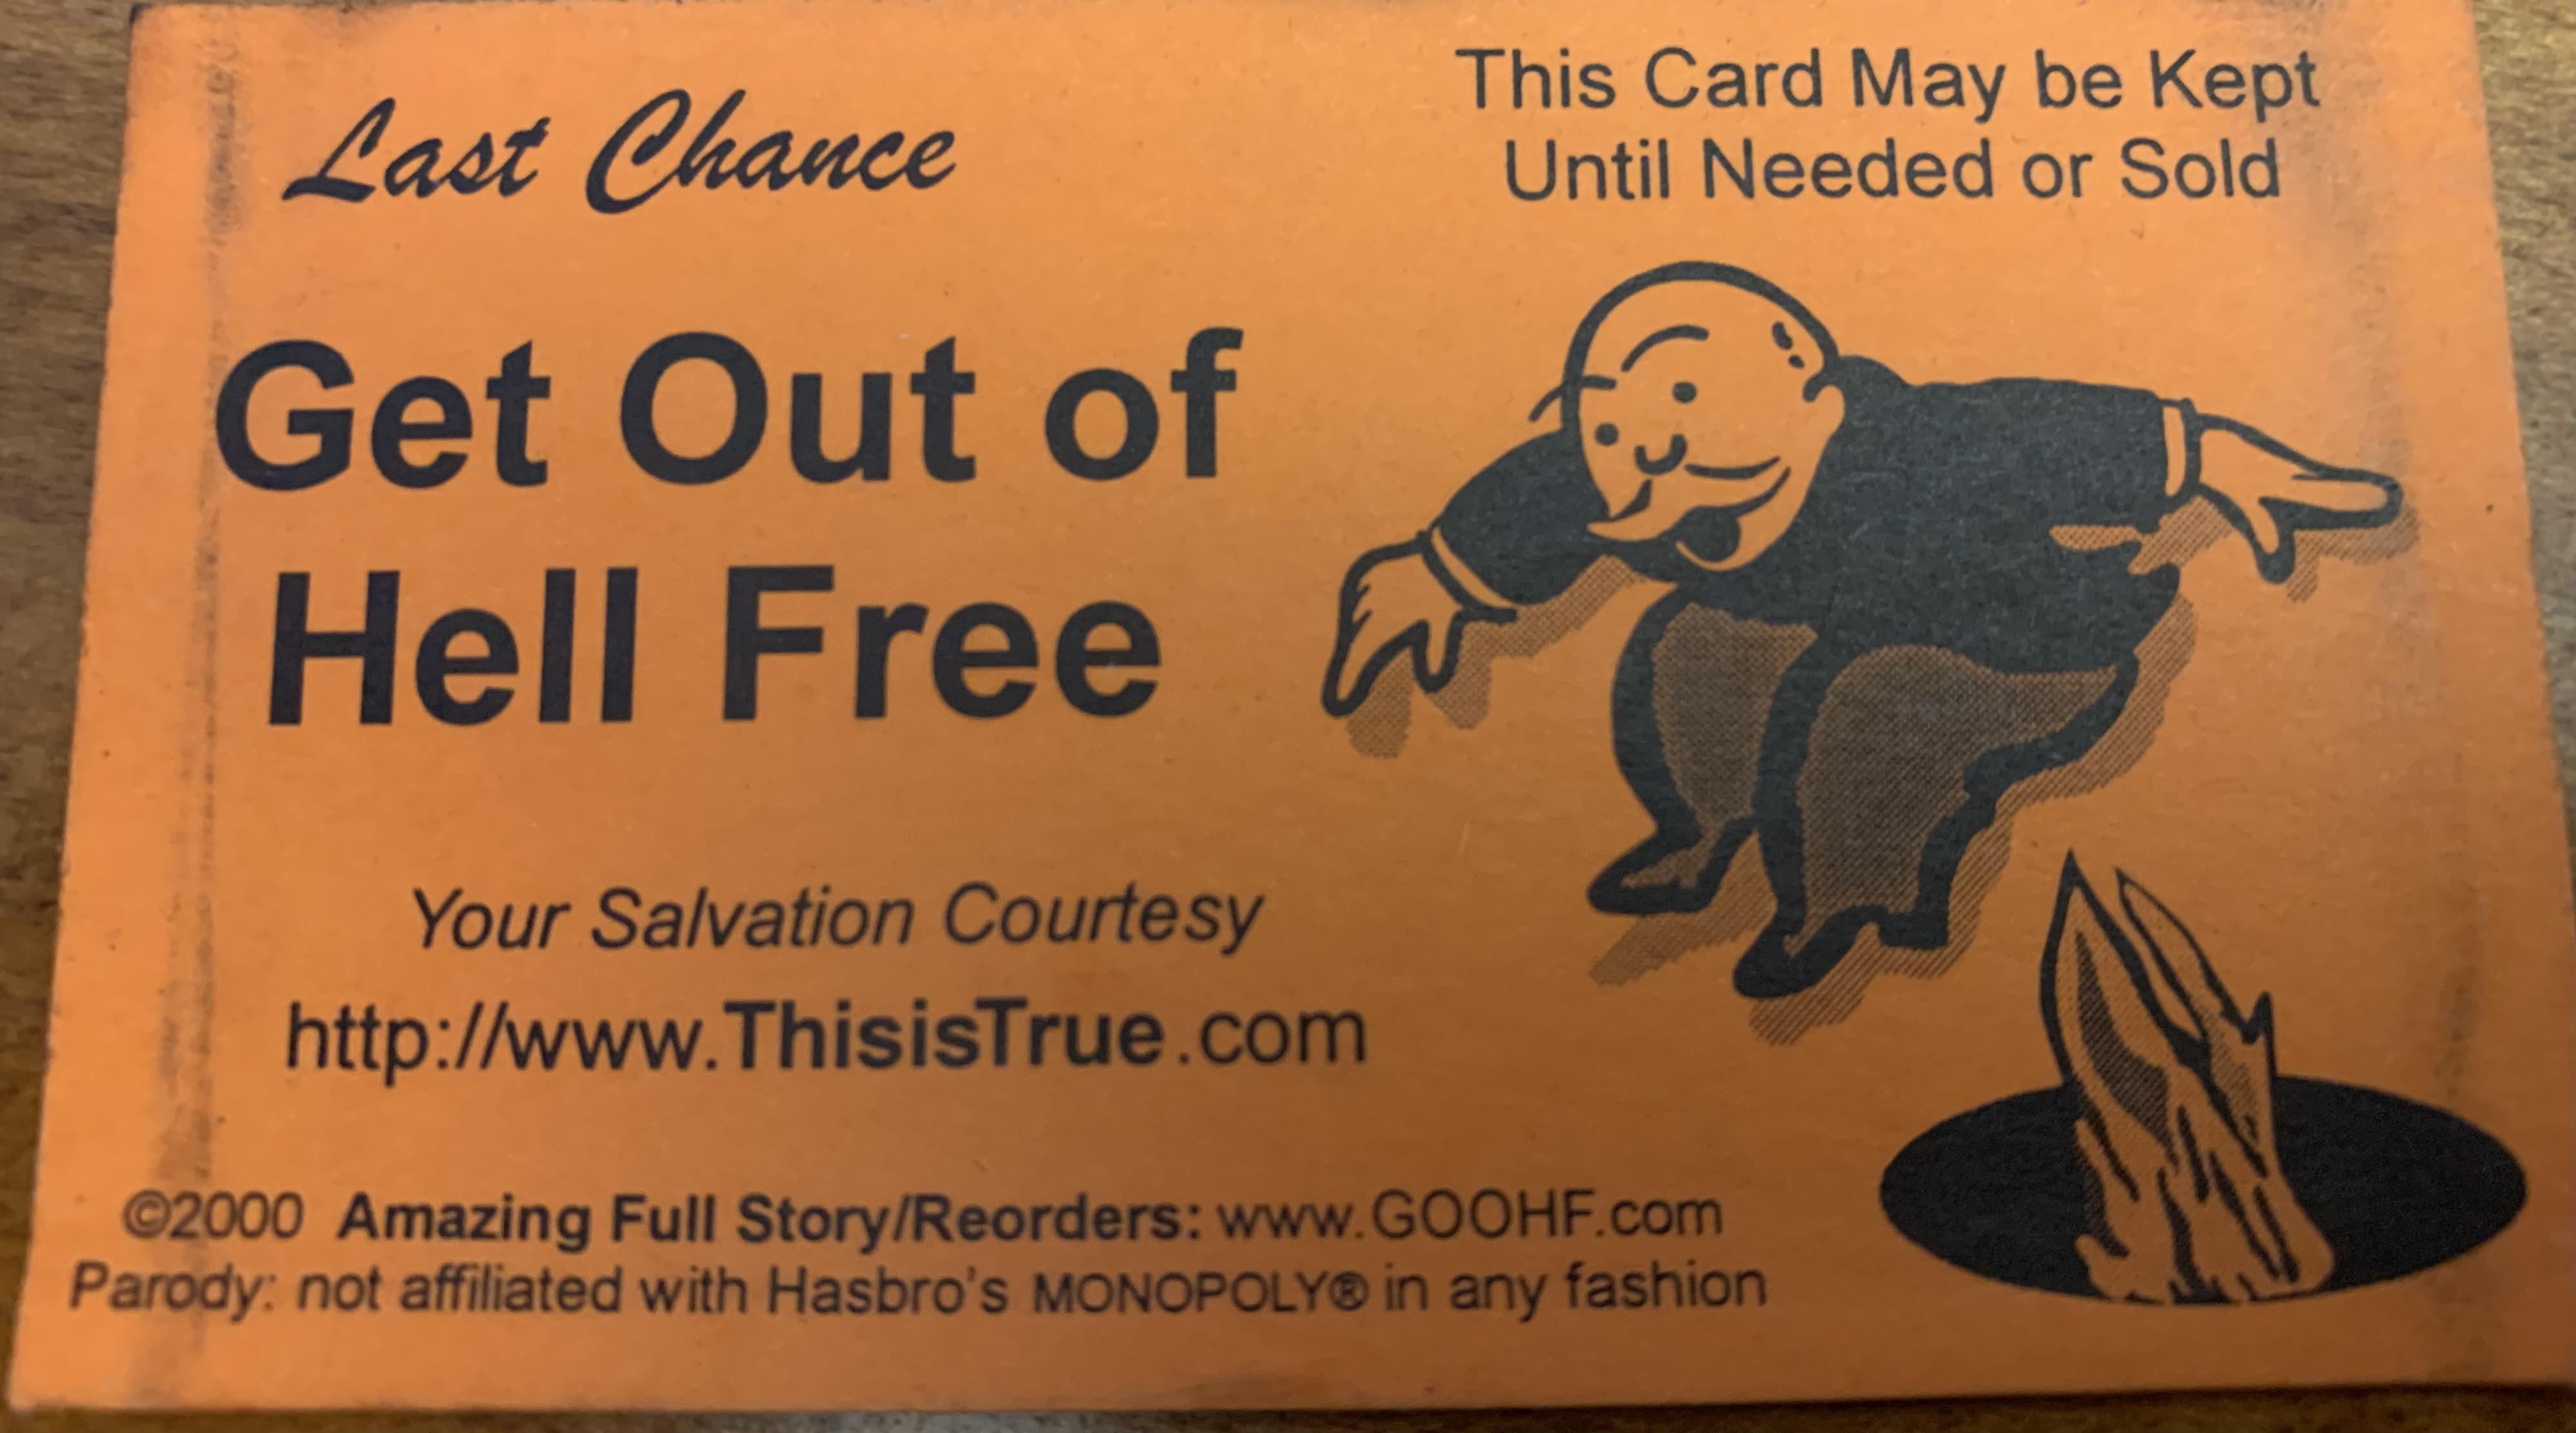 Last Chance
This Card May be Kept
Until Needed or Sold
Get Out of
Hell Free
Your Salvation Courtesy
http://www.ThisisTrue.com
©2000 Amazing Full Story/Reorders: www.GOOHF.com
Parody: not affiliated with Hasbro's MONOPOLY® in any fashion